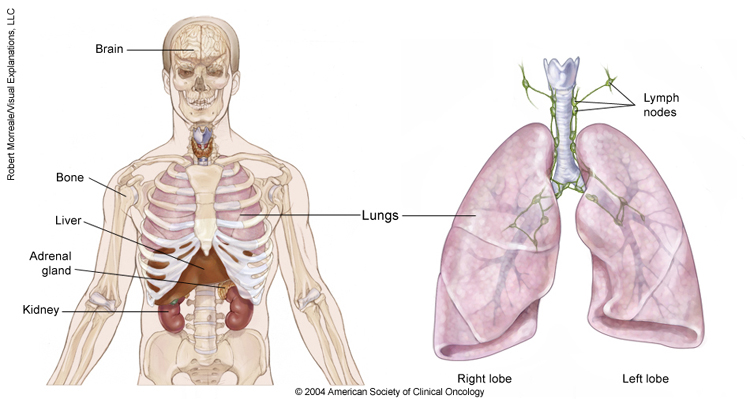 Robert Morreale/Visual Explanations, LLC
Brain
Bone
Liver
Adrenal
gland
Kidney
Lungs
Lymph
nodes
Right lobe
Left lobe
© 2004 American Society of Clinical Oncology